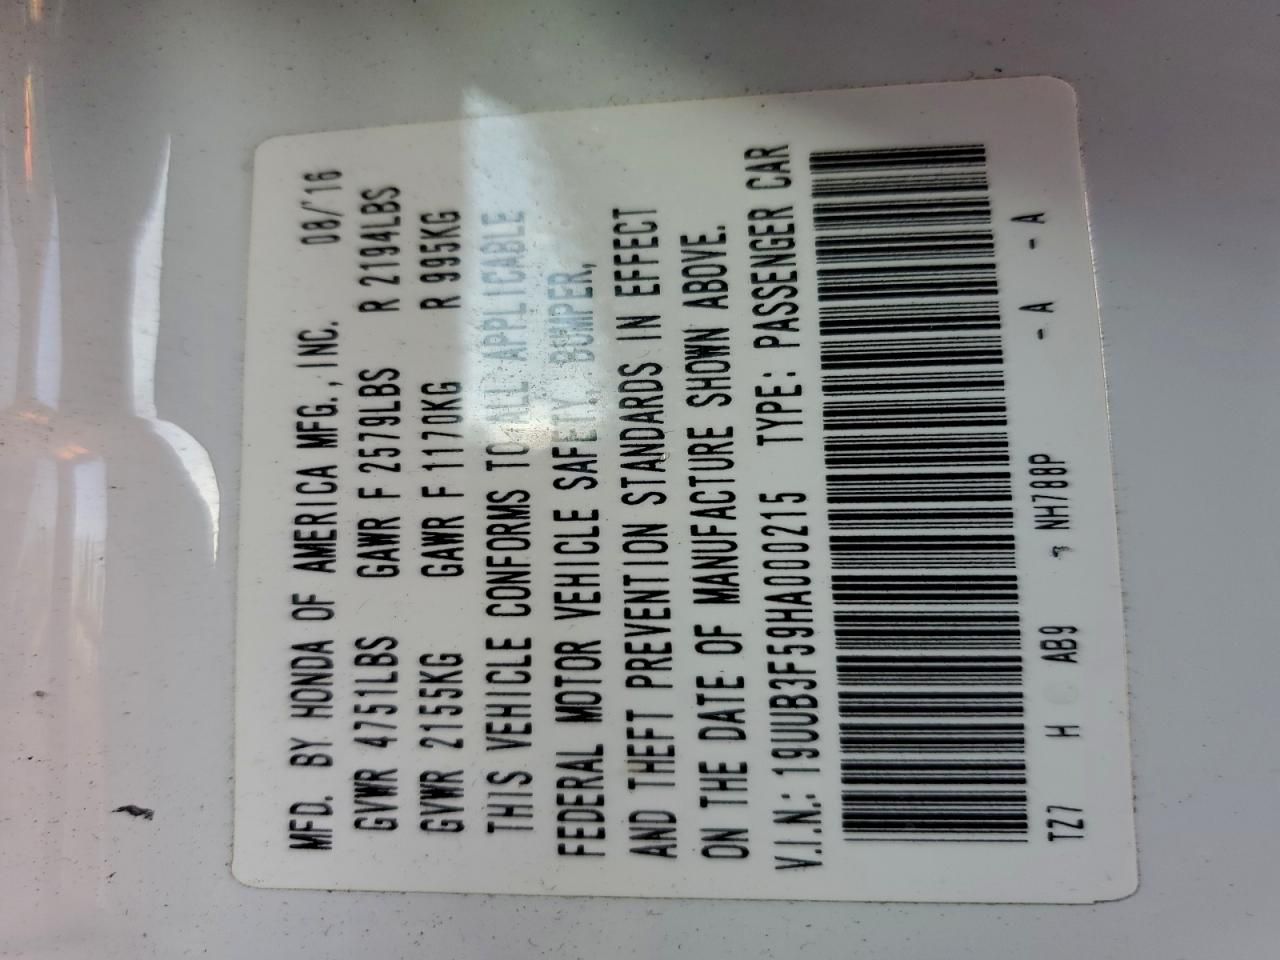 MFD. BY HONDA OF AMERICA MFG.,INC. 08/'16
GVWR 4751LBS GAWR F 2579LBS R 2194LBS
GVWR 2155KG GAWR F 1170KG R 995KG
THIS VEHICLE CONFORMS TO ALL APPLICABLE
FEDERAL MOTOR VEHICLE SAFETY, BUMPER,
AND THEFT PREVENTION STANDARDS IN EFFECT
ON THE DATE OF MANUFACTURE SHOWN ABOVE.
V.I.N.: 19UUB3F59HA000215 TYPE: PASSENGER CAR
TZ7 H AB9 NH788P - A - A